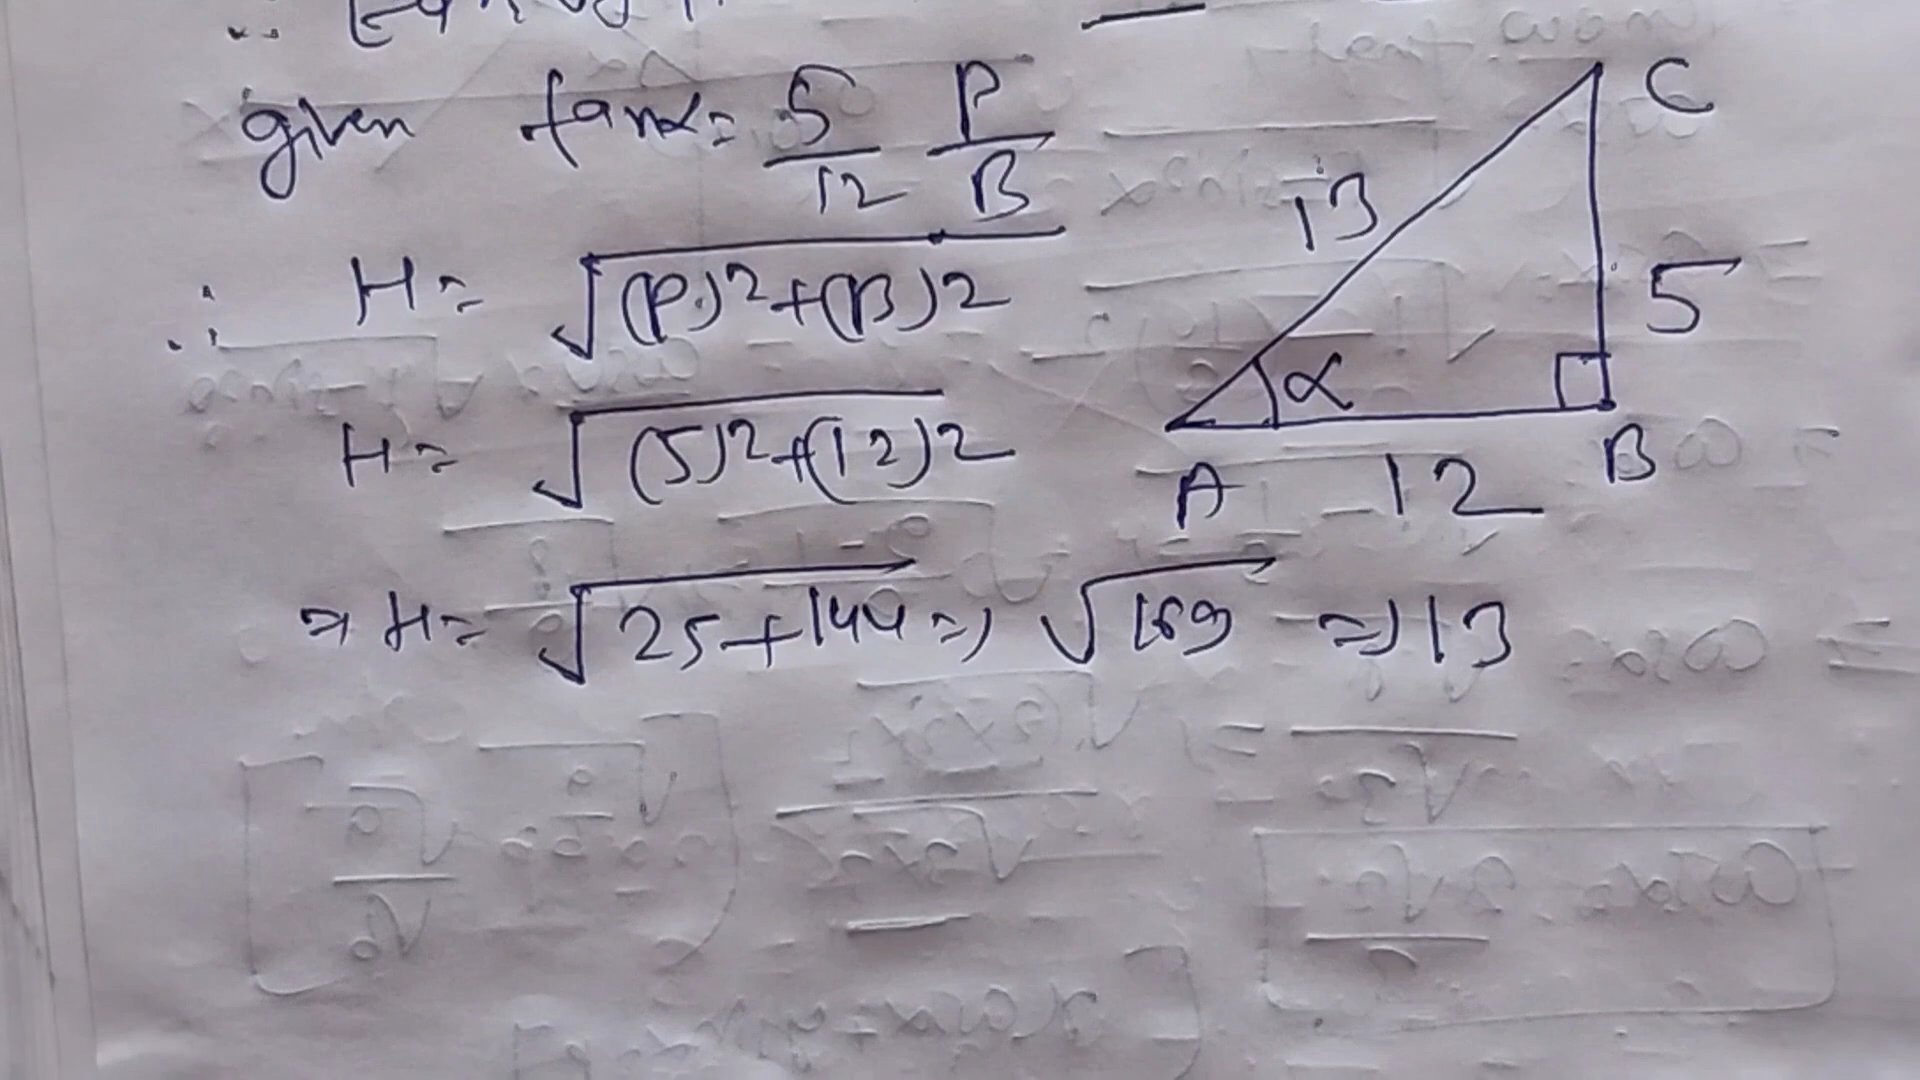 given tanα = 5/12 P/B
∴ H = √(P)2+(B)2
H = √(5)2+(12)2
⇒ H = √25+144 ⇒ √169 ⇒ 13
C
13
5
α
A 12 B